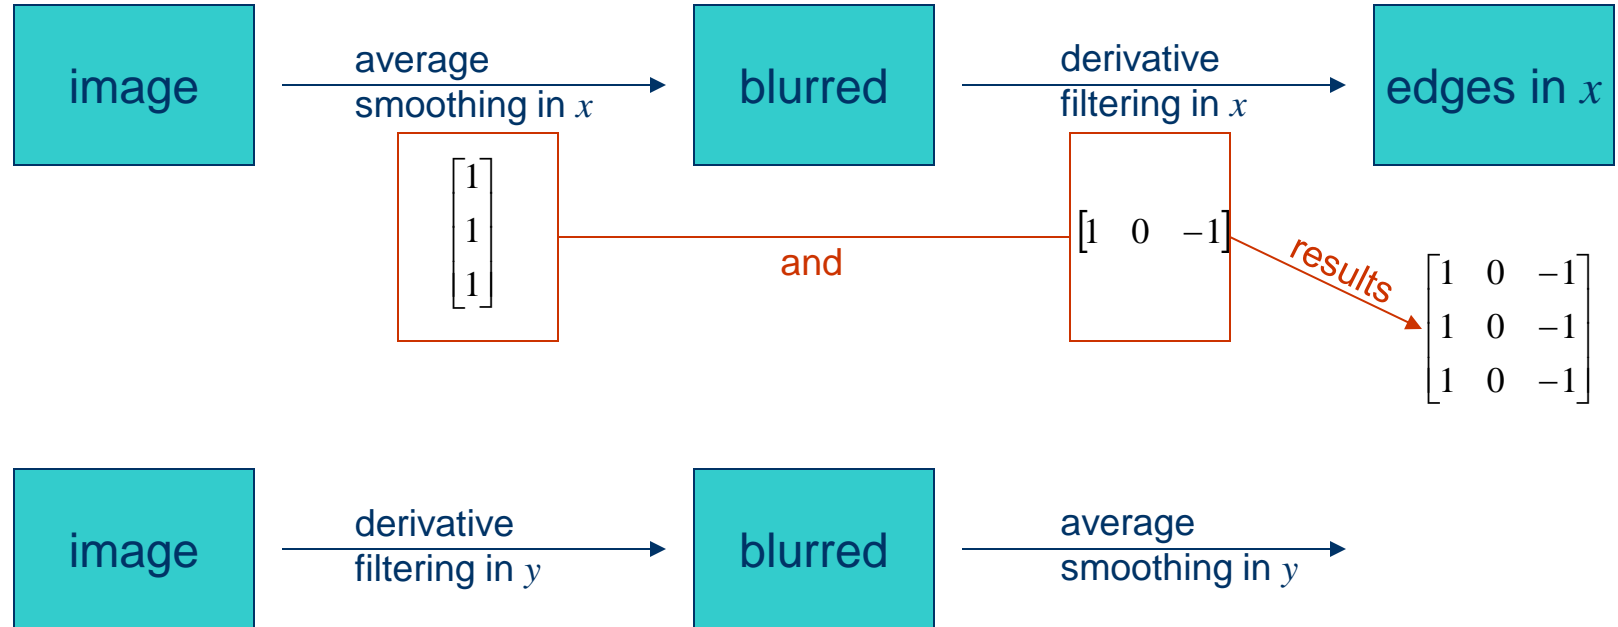 image
average
smoothing in x
blurred
derivative
filtering in x
edges in x
[1
1
1]
and
[1 0 −1]
results
[1 0 −1
1 0 −1
1 0 −1]
image
derivative
filtering in y
blurred
average
smoothing in y